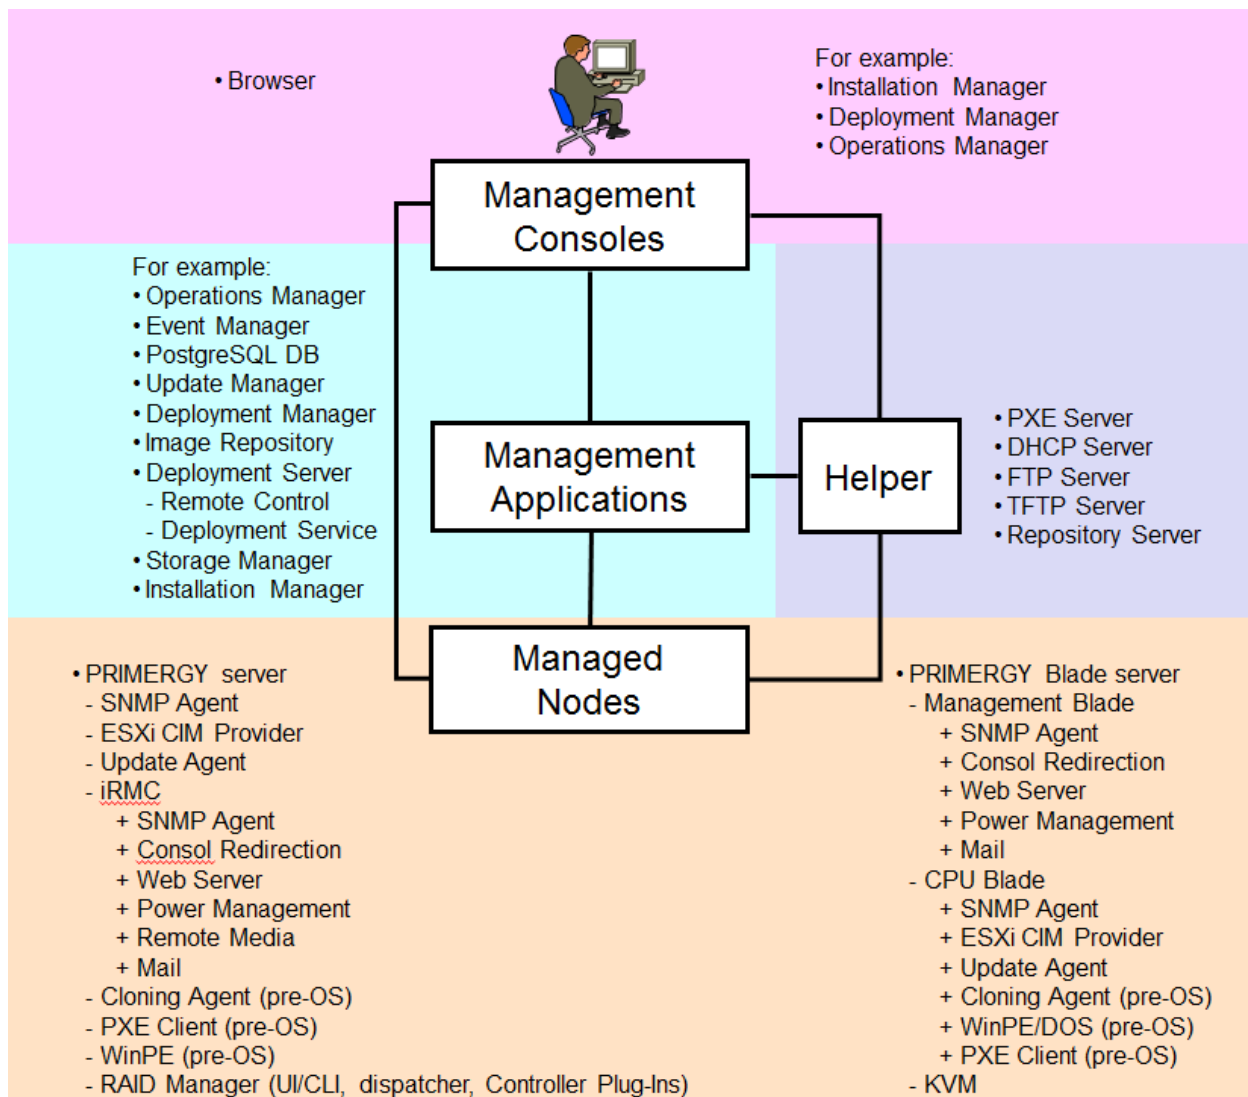 • Browser
For example:
• Installation Manager
• Deployment Manager
• Operations Manager
Management
Consoles
For example:
• Operations Manager
• Event Manager
• PostgreSQL DB
• Update Manager
• Deployment Manager
• Image Repository
• Deployment Server
- Remote Control
- Deployment Service
• Storage Manager
• Installation Manager
Management
Applications
Helper
• PXE Server
• DHCP Server
• FTP Server
• TFTP Server
• Repository Server
Managed
Nodes
• PRIMERGY server
- SNMP Agent
- ESXi CIM Provider
- Update Agent
- iRMC
+ SNMP Agent
+ Consol Redirection
+ Web Server
+ Power Management
+ Remote Media
+ Mail
- Cloning Agent (pre-OS)
- PXE Client (pre-OS)
- WinPE (pre-OS)
- RAID Manager (UI/CLI, dispatcher, Controller Plug-Ins)
• PRIMERGY Blade server
- Management Blade
+ SNMP Agent
+ Consol Redirection
+ Web Server
+ Power Management
+ Mail
- CPU Blade
+ SNMP Agent
+ ESXi CIM Provider
+ Update Agent
+ Cloning Agent (pre-OS)
+ WinPE/DOS (pre-OS)
+ PXE Client (pre-OS)
- KVM